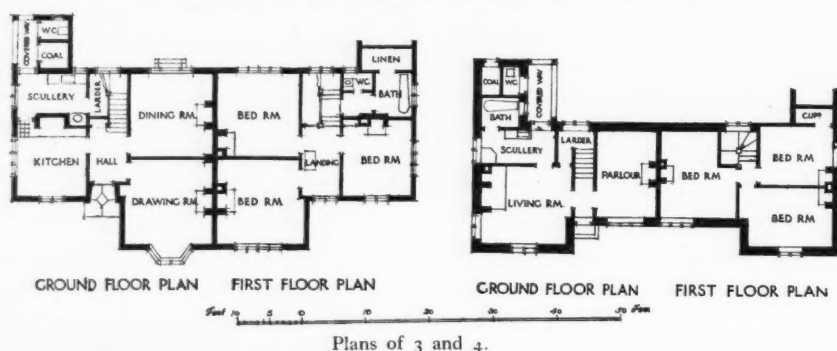 COVERED WAY
W.C.
COAL
SCULLERY
LARDER
DINING RM.
KITCHEN
HALL
DRAWING RM.
BED RM
W.C.
LINEN
BATH
LANDING
BED RM
BED RM
GROUND FLOOR PLAN FIRST FLOOR PLAN
COAL
W.C.
COVERED WAY
BATH
SCULLERY
LARDER
PARLOUR
LIVING RM.
BED RM
CUPD
BED RM
BED RM
GROUND FLOOR PLAN FIRST FLOOR PLAN
Feet 10 5 0 10 20 30 40 50 Feet
Plans of 3 and 4.